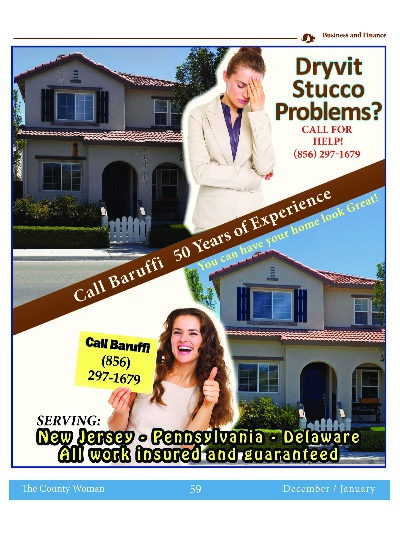 Business and Finance
Dryvit
Stucco
Problems?
CALL FOR
HELP!
(856) 297-1679
Call Baruffi 50 Years of Experience
You can have your home look Great!
Call Baruffi
(856)
297-1679
SERVING:
New Jersey - Pennsylvania - Delaware
All work insured and guaranteed
The County Woman 59 December / January